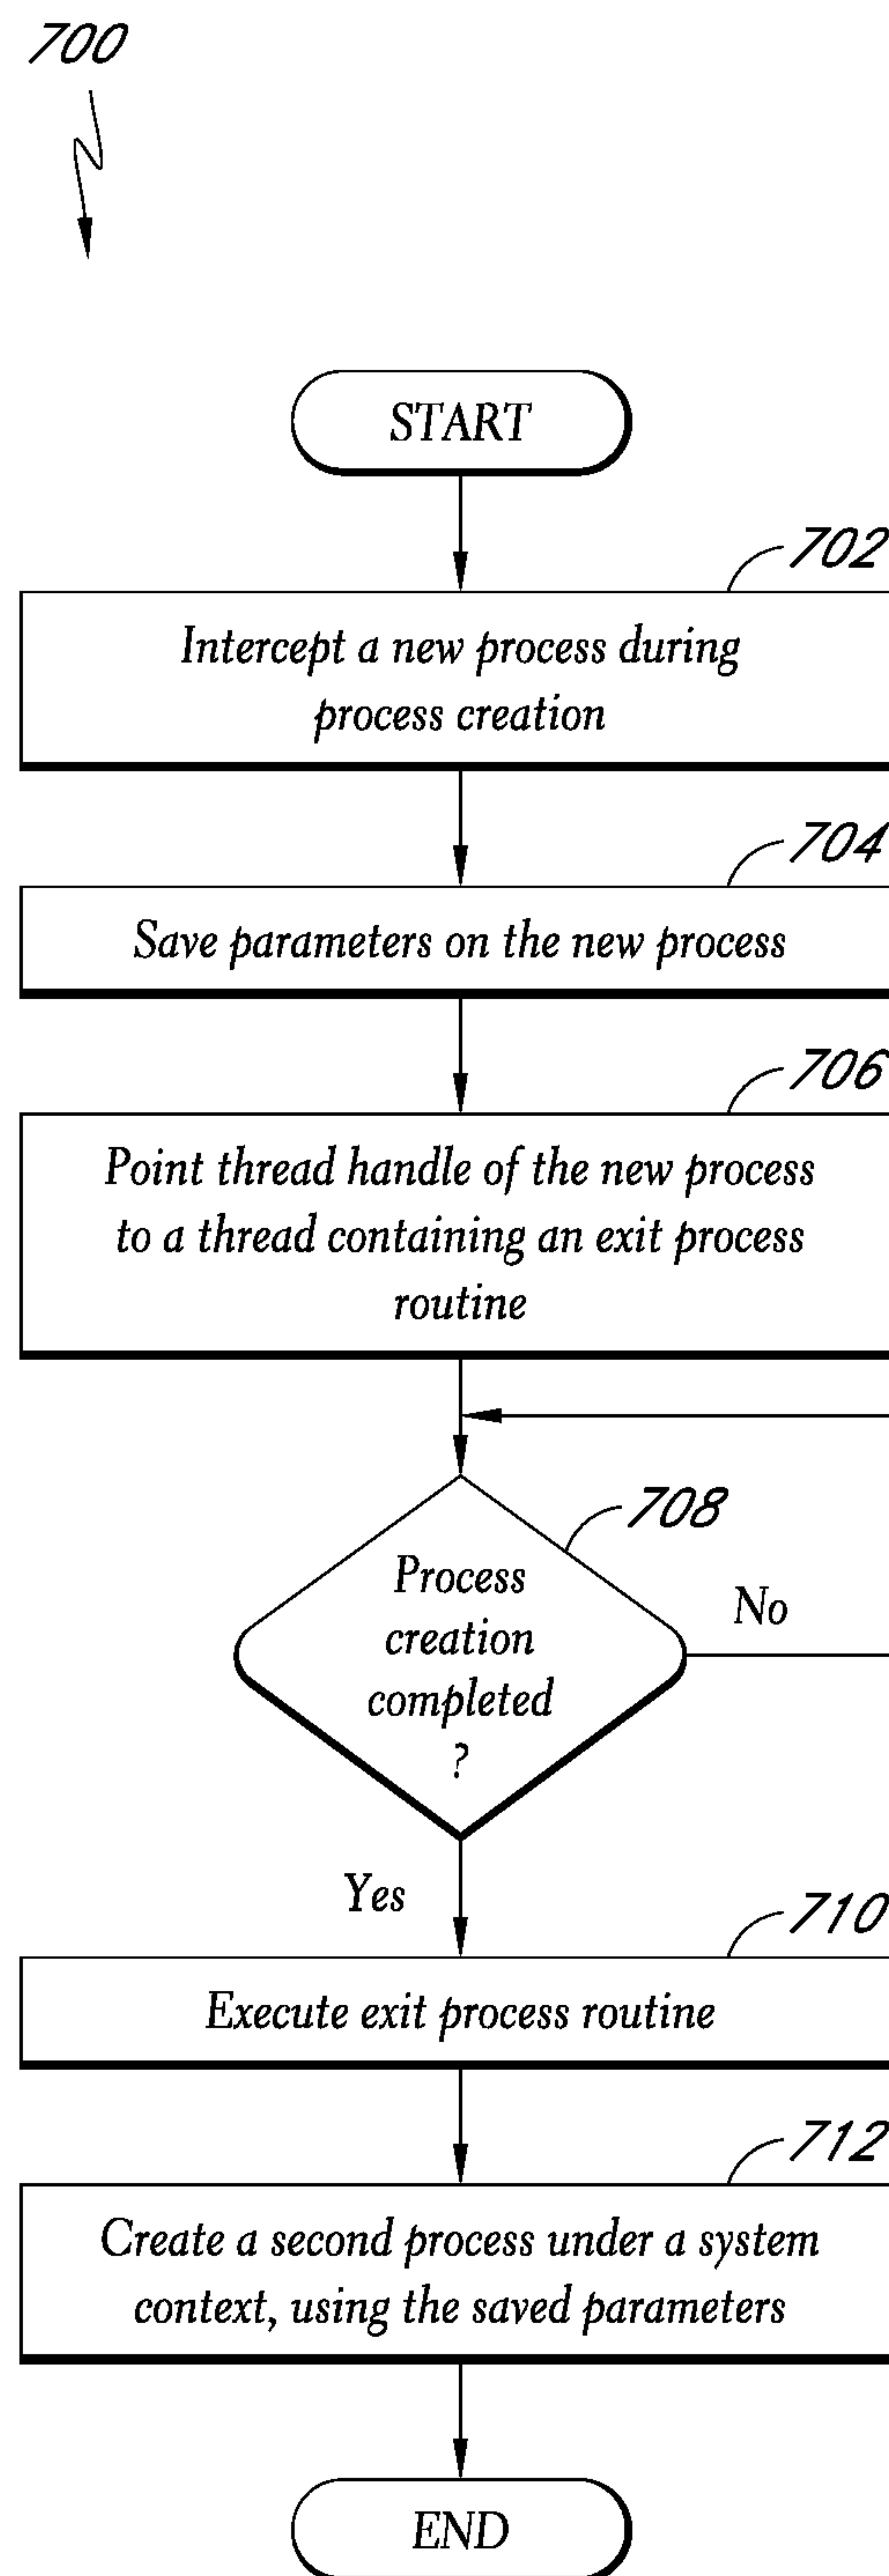 700
START
702
Intercept a new process during
process creation
704
Save parameters on the new process
706
Point thread handle of the new process
to a thread containing an exit process
routine
708
Process
creation
completed
?
No
Yes
710
Execute exit process routine
712
Create a second process under a system
context, using the saved parameters
END